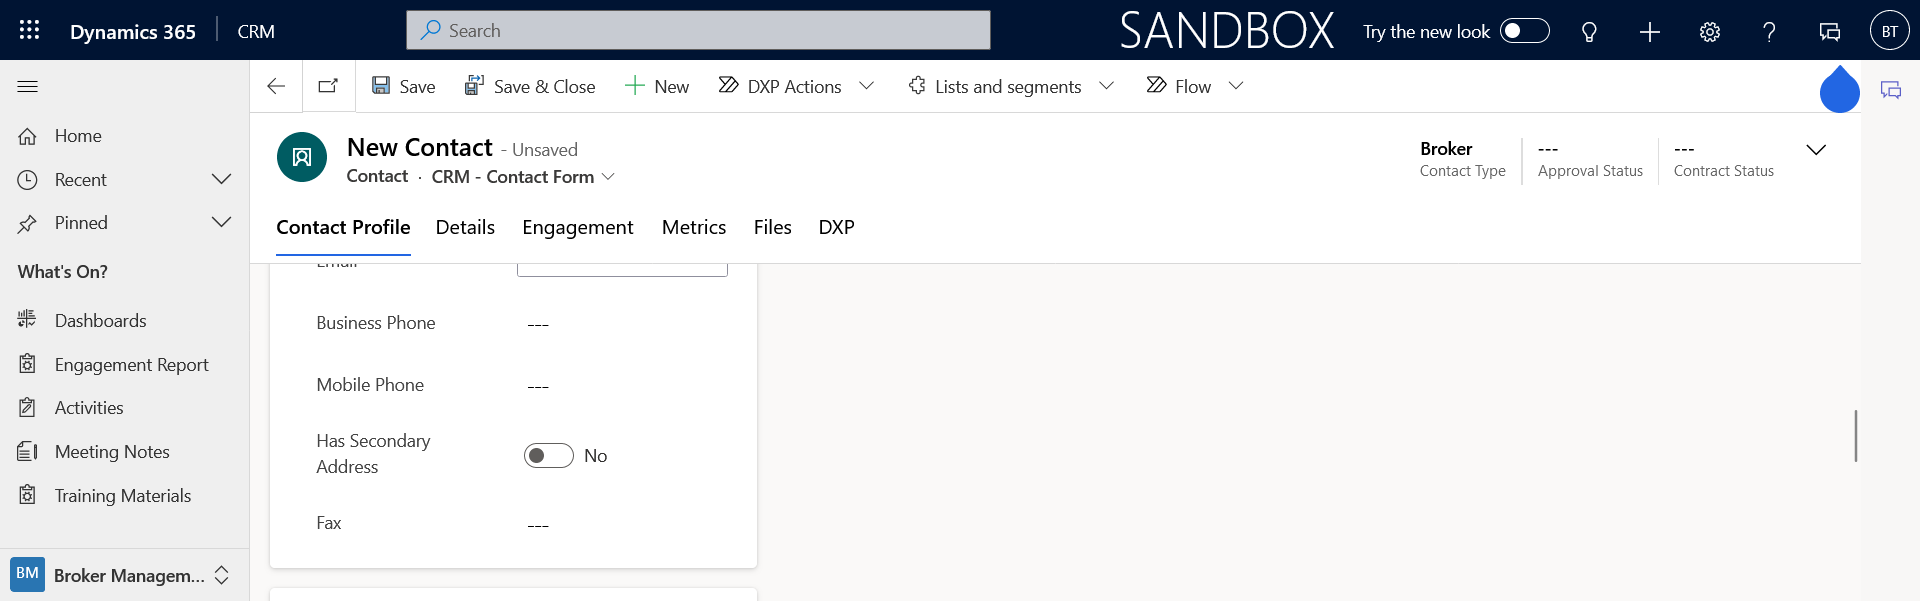 Dynamics 365
CRM
Search
SANDBOX
Try the new look
BT
Save
Save & Close
New
DXP Actions
Lists and segments
Flow
Home
Recent
Pinned
What's On?
Dashboards
Engagement Report
Activities
Meeting Notes
Training Materials
BM
Broker Managem...
New Contact - Unsaved
Contact · CRM - Contact Form
Broker
Contact Type
---
Approval Status
---
Contract Status
Contact Profile
Details
Engagement
Metrics
Files
DXP
Email
Business Phone ---
Mobile Phone ---
Has Secondary
Address
No
Fax ---